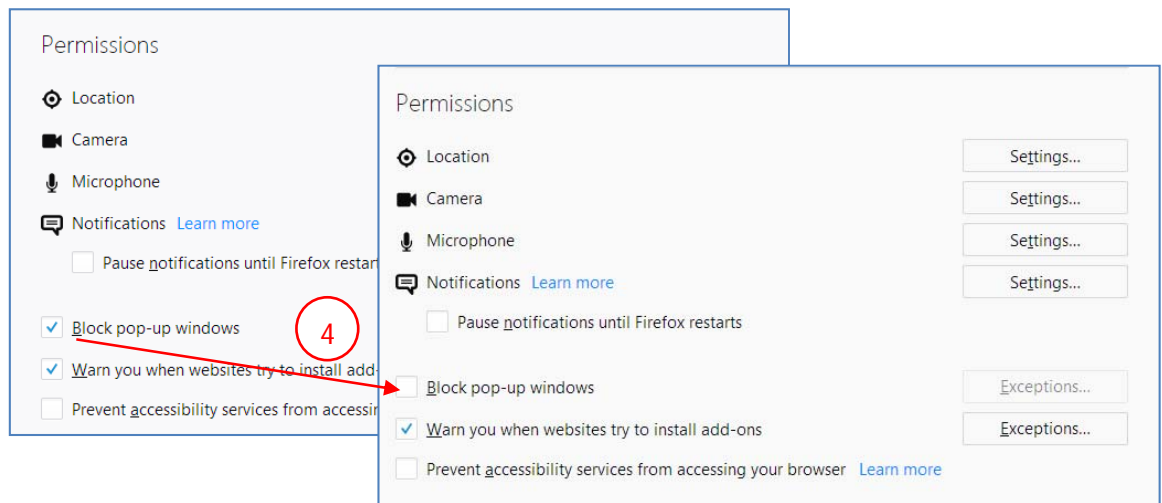 Permissions
Location
Camera
Microphone
Notifications Learn more
Pause notifications until Firefox restart
Block pop-up windows
Warn you when websites try to install add-
Prevent accessibility services from accessin
4
Permissions
Location Settings...
Camera Settings...
Microphone Settings...
Notifications Learn more Settings...
Pause notifications until Firefox restarts
Block pop-up windows Exceptions...
Warn you when websites try to install add-ons Exceptions...
Prevent accessibility services from accessing your browser Learn more